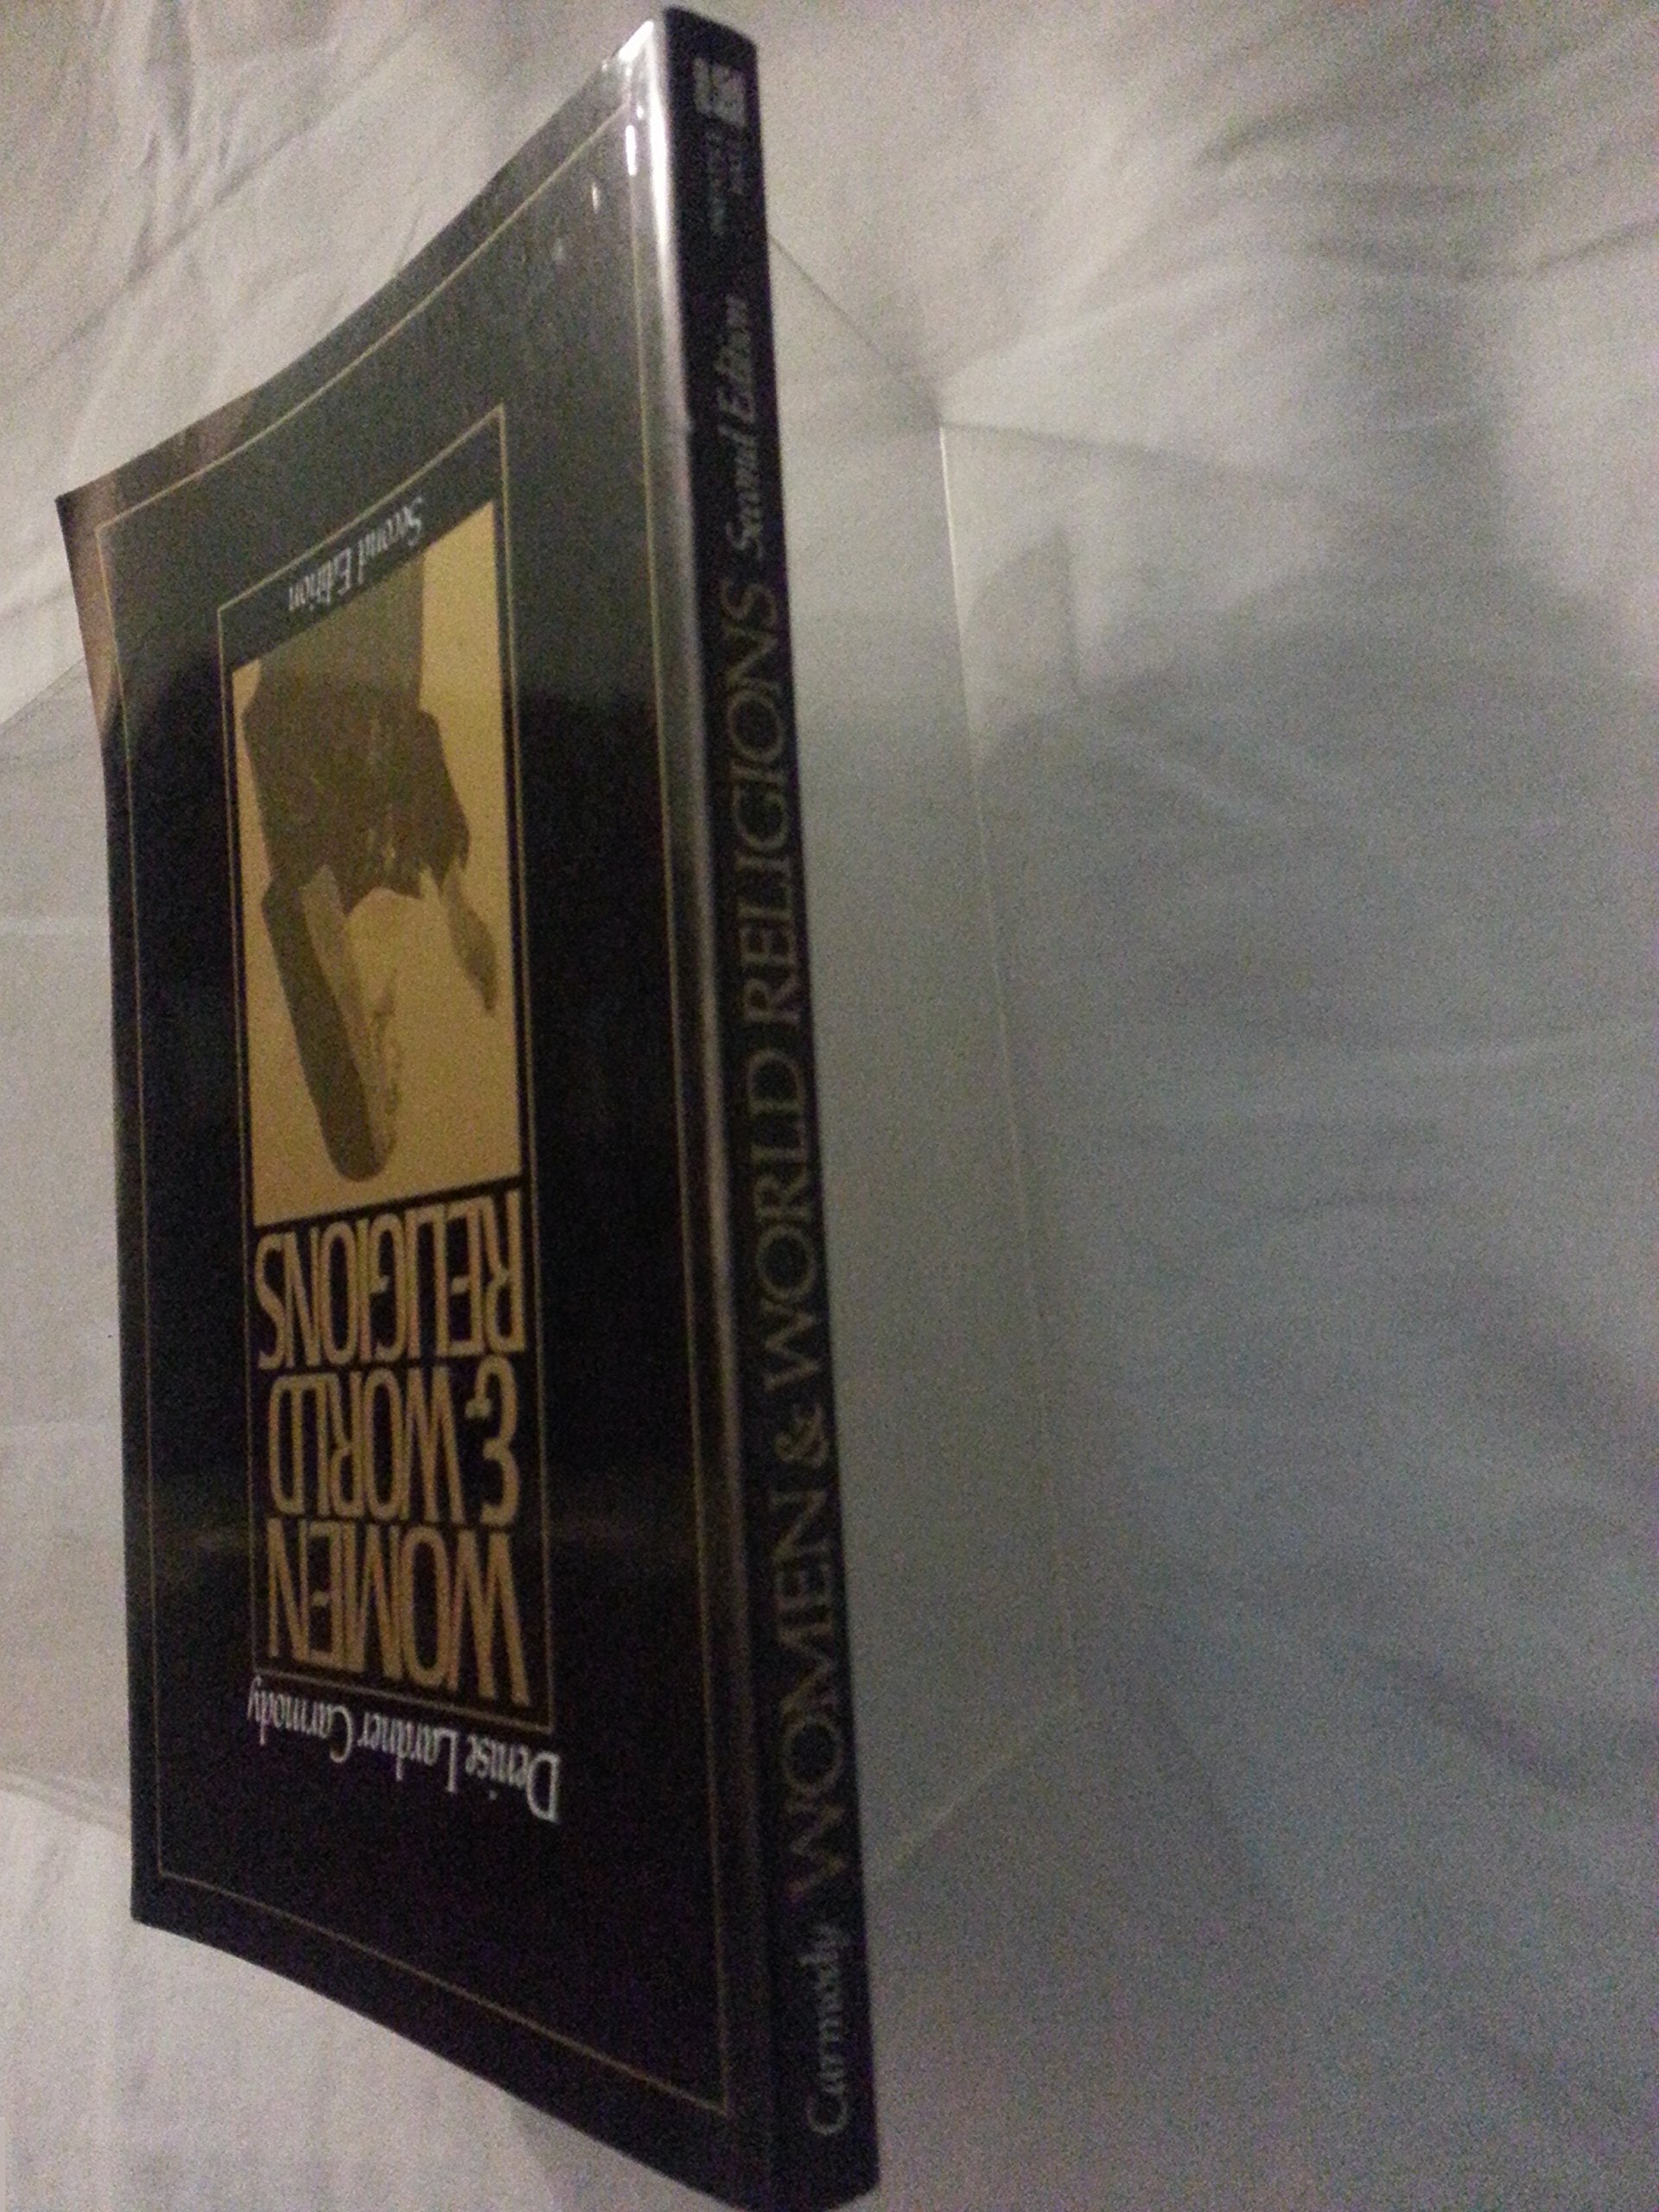 Denise Lardner Carmody
WOMEN
& WORLD
RELIGIONS
Second Edition
Carmody WOMEN & WORLD RELIGIONS Second Edition